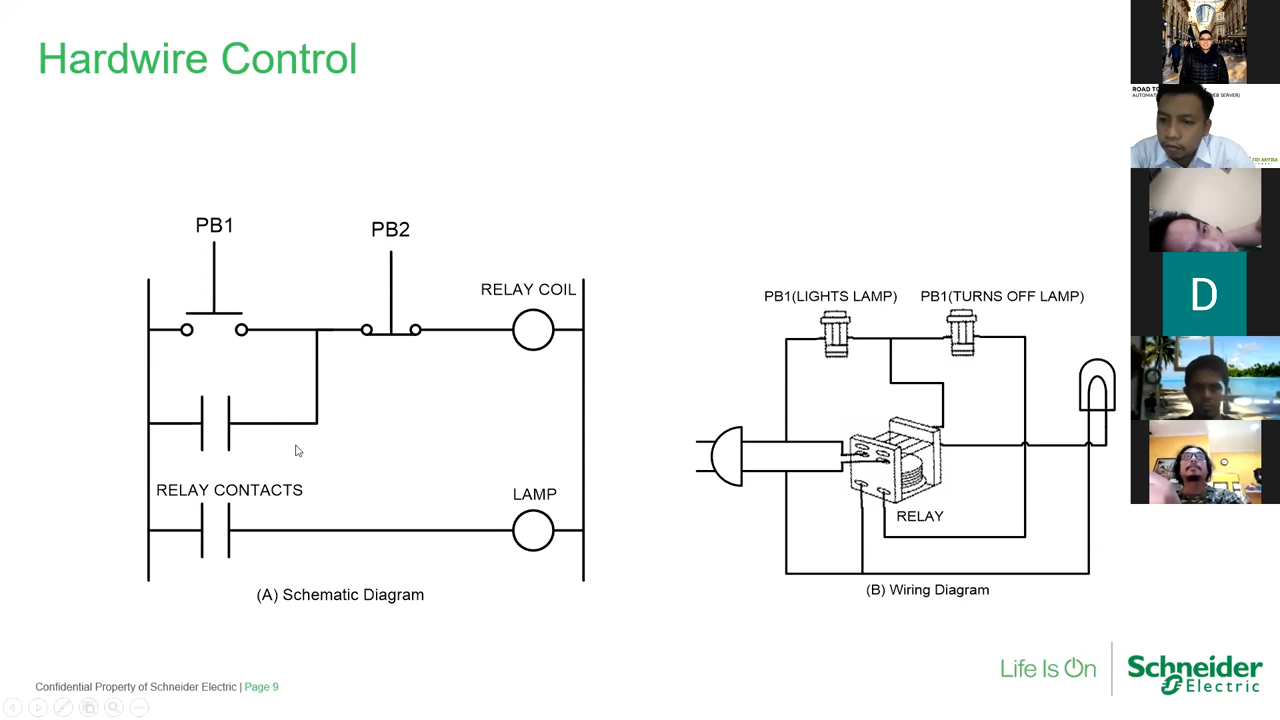 Hardwire Control
PB1
PB2
RELAY COIL
RELAY CONTACTS
LAMP
(A) Schematic Diagram
PB1(LIGHTS LAMP)
PB1(TURNS OFF LAMP)
RELAY
(B) Wiring Diagram
Confidential Property of Schneider Electric | Page 9
Life Is On
Schneider
Electric
D